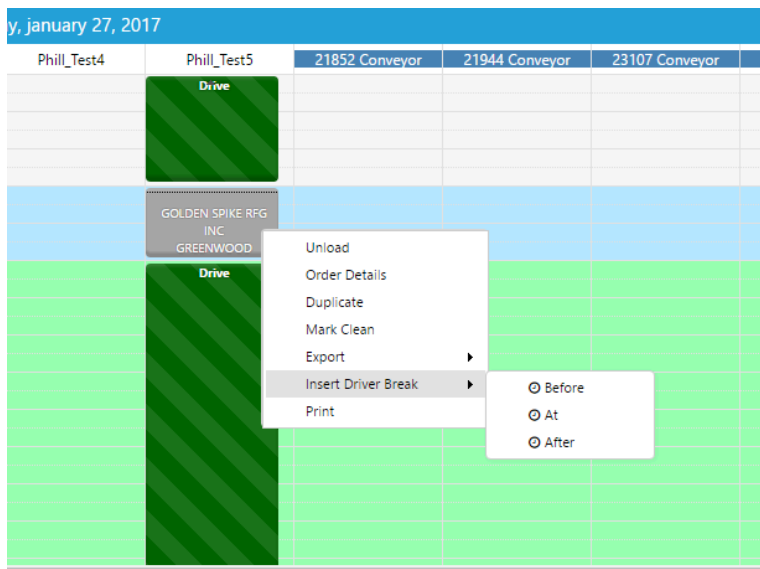 y, january 27, 2017
Phill_Test4 Phill_Test5 21852 Conveyor 21944 Conveyor 23107 Conveyor
Drive
GOLDEN SPIKE RFG
INC
GREENWOOD
Drive
Unload
Order Details
Duplicate
Mark Clean
Export
Insert Driver Break
Print
Before
At
After